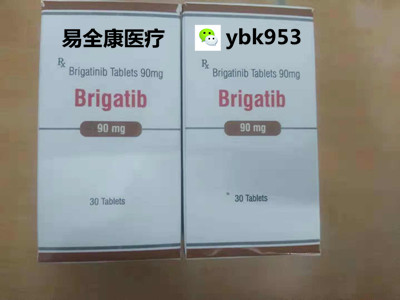 易全康医疗
ybk953
Rx Brigatinib Tablets 90mg
Brigatib
90 mg
30 Tablets
Rx Brigatinib Tablets 90mg
Brigatib
90 mg
30 Tablets